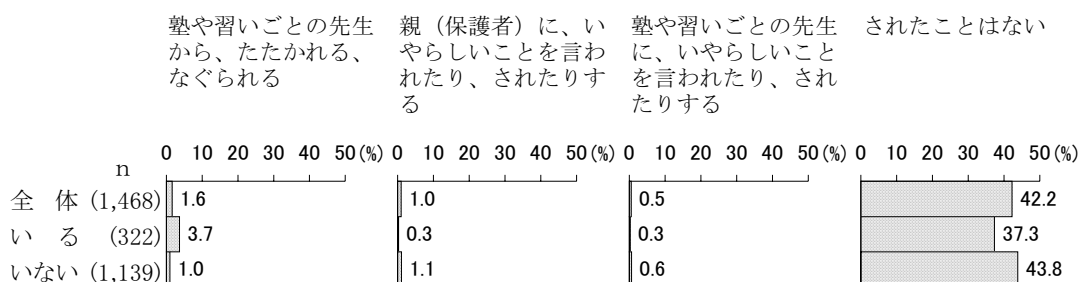 塾や習いごとの先生から、たたかれる、なぐられる
親（保護者）に、いやらしいことを言われたり、されたりする
塾や習いごとの先生に、いやらしいことを言われたり、されたりする
されたことはない
n 0 10 20 30 40 50(%) 0 10 20 30 40 50(%) 0 10 20 30 40 50(%) 0 10 20 30 40 50(%)
全 体 (1,468) 1.6 1.0 0.5 42.2
い る (322) 3.7 0.3 0.3 37.3
いない (1,139) 1.0 1.1 0.6 43.8